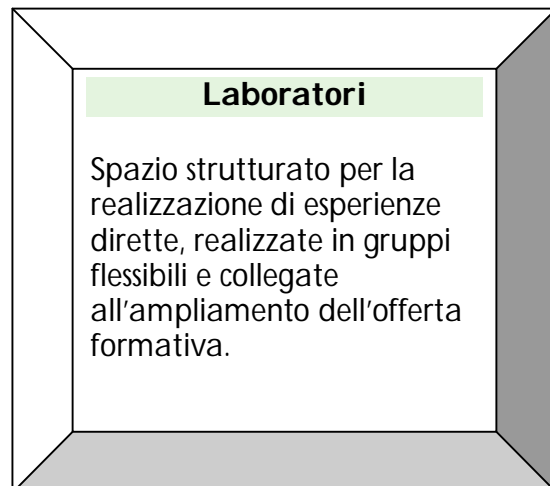 Laboratori
Spazio strutturato per la
realizzazione di esperienze
dirette, realizzate in gruppi
flessibili e collegate
all'ampliamento dell'offerta
formativa.